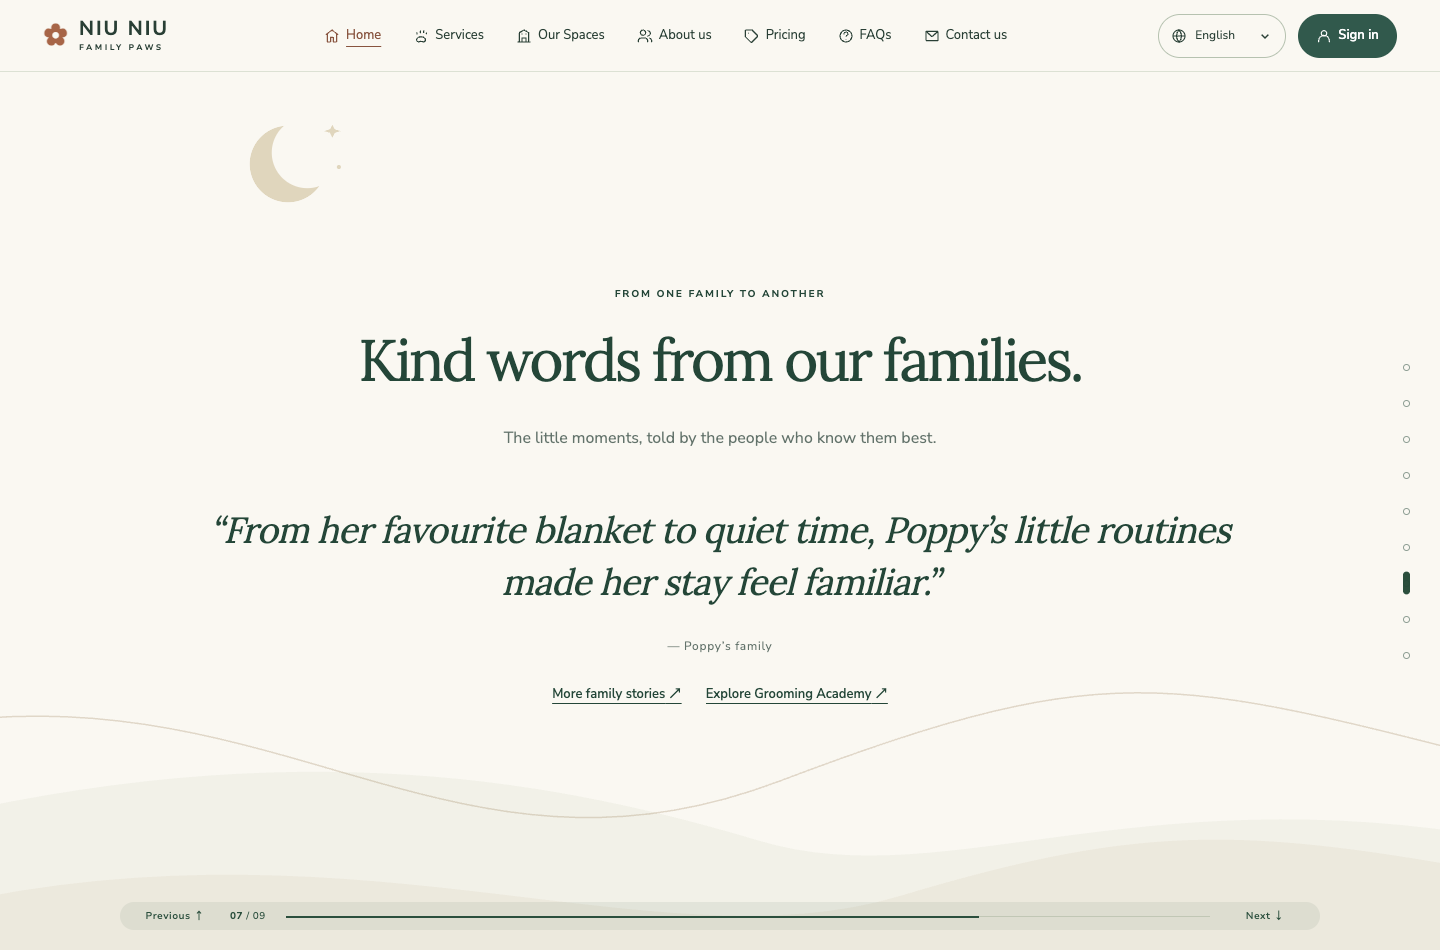 NIU NIU
FAMILY PAWS
Home
Services
Our Spaces
About us
Pricing
FAQs
Contact us
English
Sign in
FROM ONE FAMILY TO ANOTHER
Kind words from our families.
The little moments, told by the people who know them best.
“From her favourite blanket to quiet time, Poppy’s little routines
made her stay feel familiar.”
— Poppy’s family
More family stories ↗
Explore Grooming Academy ↗
Previous ↑
07 / 09
Next ↓